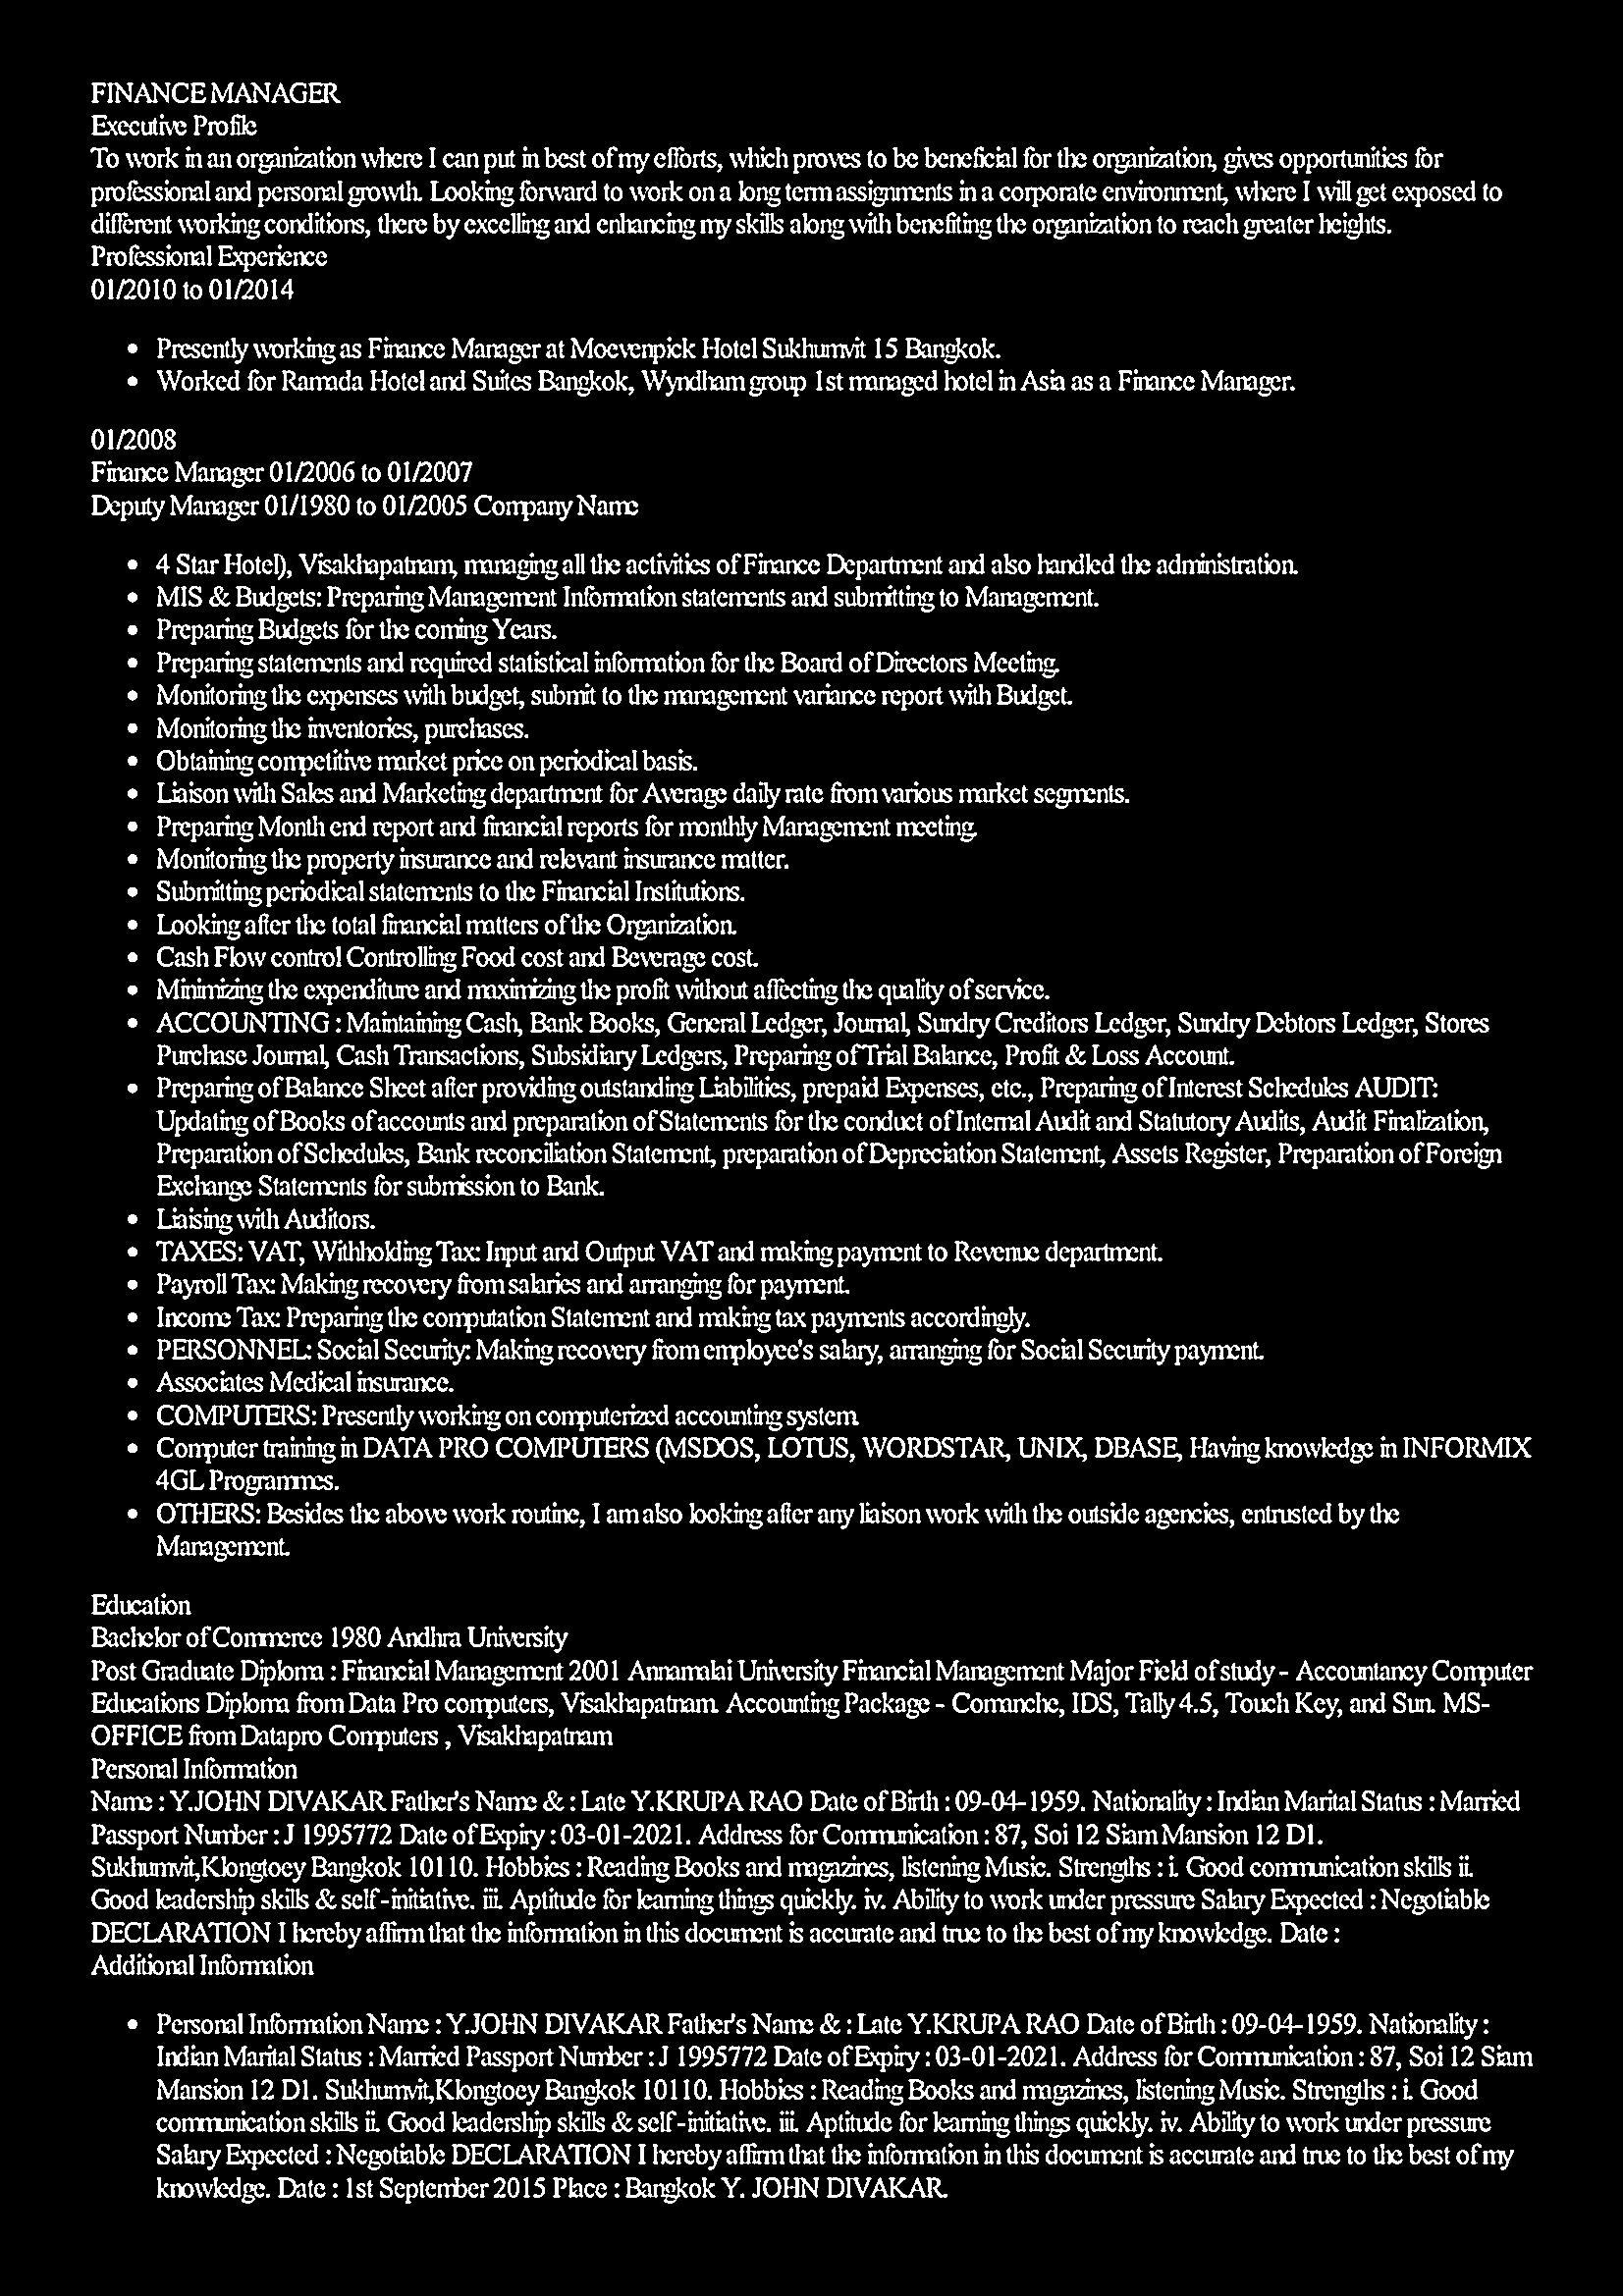 FINANCE MANAGER
Executive Profile
To work in an organization where I can put in best of my efforts, which proves to be beneficial for the organization, gives opportunities for
professional and personal growth. Looking forward to work on a long term assignments in a corporate environment, where I will get exposed to
different working conditions, there by excelling and enhancing my skills along with benefiting the organization to reach greater heights.
Professional Experience
01/2010 to 01/2014
• Presently working as Finance Manager at Moevenpick Hotel Sukhumvit 15 Bangkok.
• Worked for Ramada Hotel and Suites Bangkok, Wyndham group 1st managed hotel in Asia as a Finance Manager.
01/2008
Finance Manager 01/2006 to 01/2007
Deputy Manager 01/1980 to 01/2005 Company Name
• 4 Star Hotel), Visakhapatnam, managing all the activities of Finance Department and also handled the administration.
• MIS & Budgets: Preparing Management Information statements and submitting to Management.
• Preparing Budgets for the coming Years.
• Preparing statements and required statistical information for the Board of Directors Meeting.
• Monitoring the expenses with budget, submit to the management variance report with Budget.
• Monitoring the inventories, purchases.
• Obtaining competitive market price on periodical basis.
• Liaison with Sales and Marketing department for Average daily rate from various market segments.
• Preparing Month end report and financial reports for monthly Management meeting.
• Monitoring the property insurance and relevant insurance matter.
• Submitting periodical statements to the Financial Institutions.
• Looking after the total financial matters of the Organization.
• Cash Flow control Controlling Food cost and Beverage cost.
• Minimizing the expenditure and maximizing the profit without affecting the quality of service.
• ACCOUNTING : Maintaining Cash, Bank Books, General Ledger, Journal, Sundry Creditors Ledger, Sundry Debtors Ledger, Stores
Purchase Journal, Cash Transactions, Subsidiary Ledgers, Preparing of Trial Balance, Profit & Loss Account.
• Preparing of Balance Sheet after providing outstanding Liabilities, prepaid Expenses, etc., Preparing of Interest Schedules AUDIT:
Updating of Books of accounts and preparation of Statements for the conduct of Internal Audit and Statutory Audits, Audit Finalization,
Preparation of Schedules, Bank reconciliation Statement, preparation of Depreciation Statement, Assets Register, Preparation of Foreign
Exchange Statements for submission to Bank.
• Liaising with Auditors.
• TAXES: VAT, Withholding Tax: Input and Output VAT and making payment to Revenue department.
• Payroll Tax: Making recovery from salaries and arranging for payment.
• Income Tax: Preparing the computation Statement and making tax payments accordingly.
• PERSONNEL: Social Security: Making recovery from employee's salary, arranging for Social Security payment.
• Associates Medical insurance.
• COMPUTERS: Presently working on computerized accounting system.
• Computer training in DATA PRO COMPUTERS (MSDOS, LOTUS, WORDSTAR, UNIX, DBASE, Having knowledge in INFORMIX
4GL Programmes.
• OTHERS: Besides the above work routine, I am also looking after any liaison work with the outside agencies, entrusted by the
Management.
Education
Bachelor of Commerce 1980 Andhra University
Post Graduate Diploma : Financial Management 2001 Annamalai University Financial Management Major Field of study - Accountancy Computer
Educations Diploma from Data Pro computers, Visakhapatnam. Accounting Package - Comanche, IDS, Tally 4.5, Touch Key, and Sun. MS-
OFFICE from Datapro Computers , Visakhapatnam
Personal Information
Name : Y.JOHN DIVAKAR Father's Name & : Late Y.KRUPA RAO Date of Birth : 09-04-1959. Nationality : Indian Marital Status : Married
Passport Number : J 1995772 Date of Expiry : 03-01-2021. Address for Communication : 87, Soi 12 Siam Mansion 12 D1.
Sukhumvit,Klongtoey Bangkok 10110. Hobbies : Reading Books and magazines, listening Music. Strengths : i. Good communication skills ii.
Good leadership skills & self-initiative. iii. Aptitude for learning things quickly. iv. Ability to work under pressure Salary Expected : Negotiable
DECLARATION I hereby affirm that the information in this document is accurate and true to the best of my knowledge. Date :
Additional Information
• Personal Information Name : Y.JOHN DIVAKAR Father's Name & : Late Y.KRUPA RAO Date of Birth : 09-04-1959. Nationality :
Indian Marital Status : Married Passport Number : J 1995772 Date of Expiry : 03-01-2021. Address for Communication : 87, Soi 12 Siam
Mansion 12 D1. Sukhumvit,Klongtoey Bangkok 10110. Hobbies : Reading Books and magazines, listening Music. Strengths : i. Good
communication skills ii. Good leadership skills & self-initiative. iii. Aptitude for learning things quickly. iv. Ability to work under pressure
Salary Expected : Negotiable DECLARATION I hereby affirm that the information in this document is accurate and true to the best of my
knowledge. Date : 1st September 2015 Place : Bangkok Y. JOHN DIVAKAR.